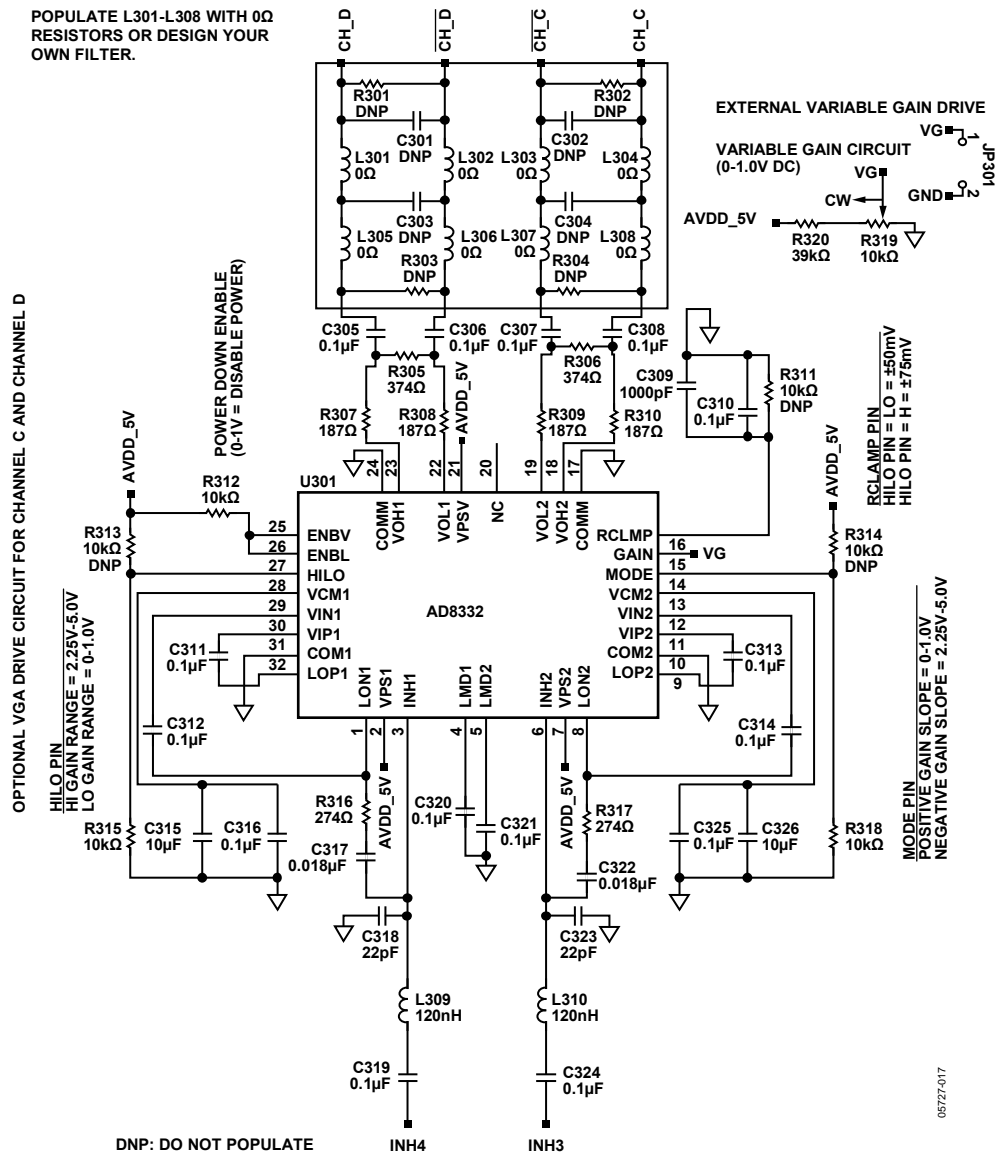 POPULATE L301-L308 WITH 0Ω
RESISTORS OR DESIGN YOUR
OWN FILTER.
CH_D
CH_D
CH_C
CH_C
R301
DNP
R302
DNP
C301
DNP
C302
DNP
L301
0Ω
L302
0Ω
L303
0Ω
L304
0Ω
C303
DNP
C304
DNP
L305
0Ω
L306
0Ω
L307
0Ω
L308
0Ω
R303
DNP
R304
DNP
EXTERNAL VARIABLE GAIN DRIVE
VG
1
JP301
VARIABLE GAIN CIRCUIT
(0-1.0V DC)
VG
CW
GND
2
AVDD_5V
R320
39kΩ
R319
10kΩ
C305
0.1µF
C306
0.1µF
C307
0.1µF
C308
0.1µF
R305
374Ω
R306
374Ω
R307
187Ω
R308
187Ω
AVDD_5V
R309
187Ω
R310
187Ω
C309
1000pF
C310
0.1µF
R311
10kΩ
DNP
RCLAMP PIN
HILO PIN = LO = ±50mV
HILO PIN = H = ±75mV
OPTIONAL VGA DRIVE CIRCUIT FOR CHANNEL C AND CHANNEL D
POWER DOWN ENABLE
(0-1V = DISABLE POWER)
AVDD_5V
R312
10kΩ
R313
10kΩ
DNP
AVDD_5V
R314
10kΩ
DNP
U301
24
23
22
21
20
19
18
17
COMM
VOH1
VOL1
VPSV
NC
VOL2
VOH2
COMM
25
ENBV
26
ENBL
27
HILO
28
VCM1
29
VIN1
30
VIP1
31
COM1
32
LOP1
AD8332
RCLMP
GAIN
16
VG
MODE
15
VCM2
14
VIN2
13
VIP2
12
COM2
11
LOP2
10
9
LON1
VPS1
INH1
LMD1
LMD2
INH2
VPS2
LON2
1
2
3
4
5
6
7
8
C311
0.1µF
C312
0.1µF
C313
0.1µF
C314
0.1µF
HILO PIN
HI GAIN RANGE = 2.25V-5.0V
LO GAIN RANGE = 0-1.0V
R315
10kΩ
C315
10µF
C316
0.1µF
AVDD_5V
R316
274Ω
C317
0.018µF
C320
0.1µF
C321
0.1µF
AVDD_5V
R317
274Ω
C322
0.018µF
C325
0.1µF
C326
10µF
R318
10kΩ
MODE PIN
POSITIVE GAIN SLOPE = 0-1.0V
NEGATIVE GAIN SLOPE = 2.25V-5.0V
C318
22pF
C323
22pF
L309
120nH
L310
120nH
C319
0.1µF
C324
0.1µF
DNP: DO NOT POPULATE
INH4
INH3
05727-017